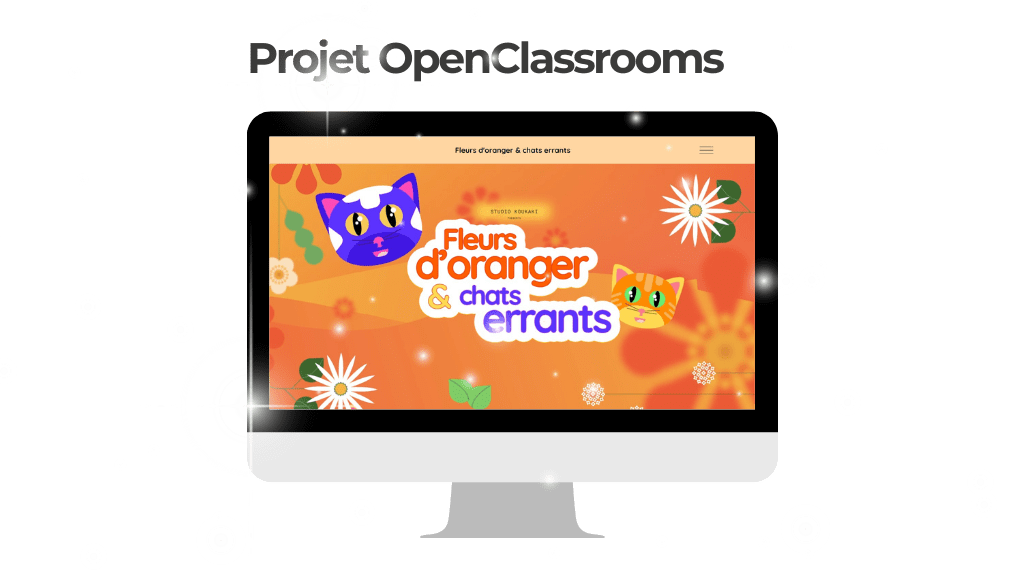 Projet OpenClassrooms
Fleurs d'oranger & chats errants
STUDIO KOUKAKI
Fleurs
d'oranger
& chats
errants